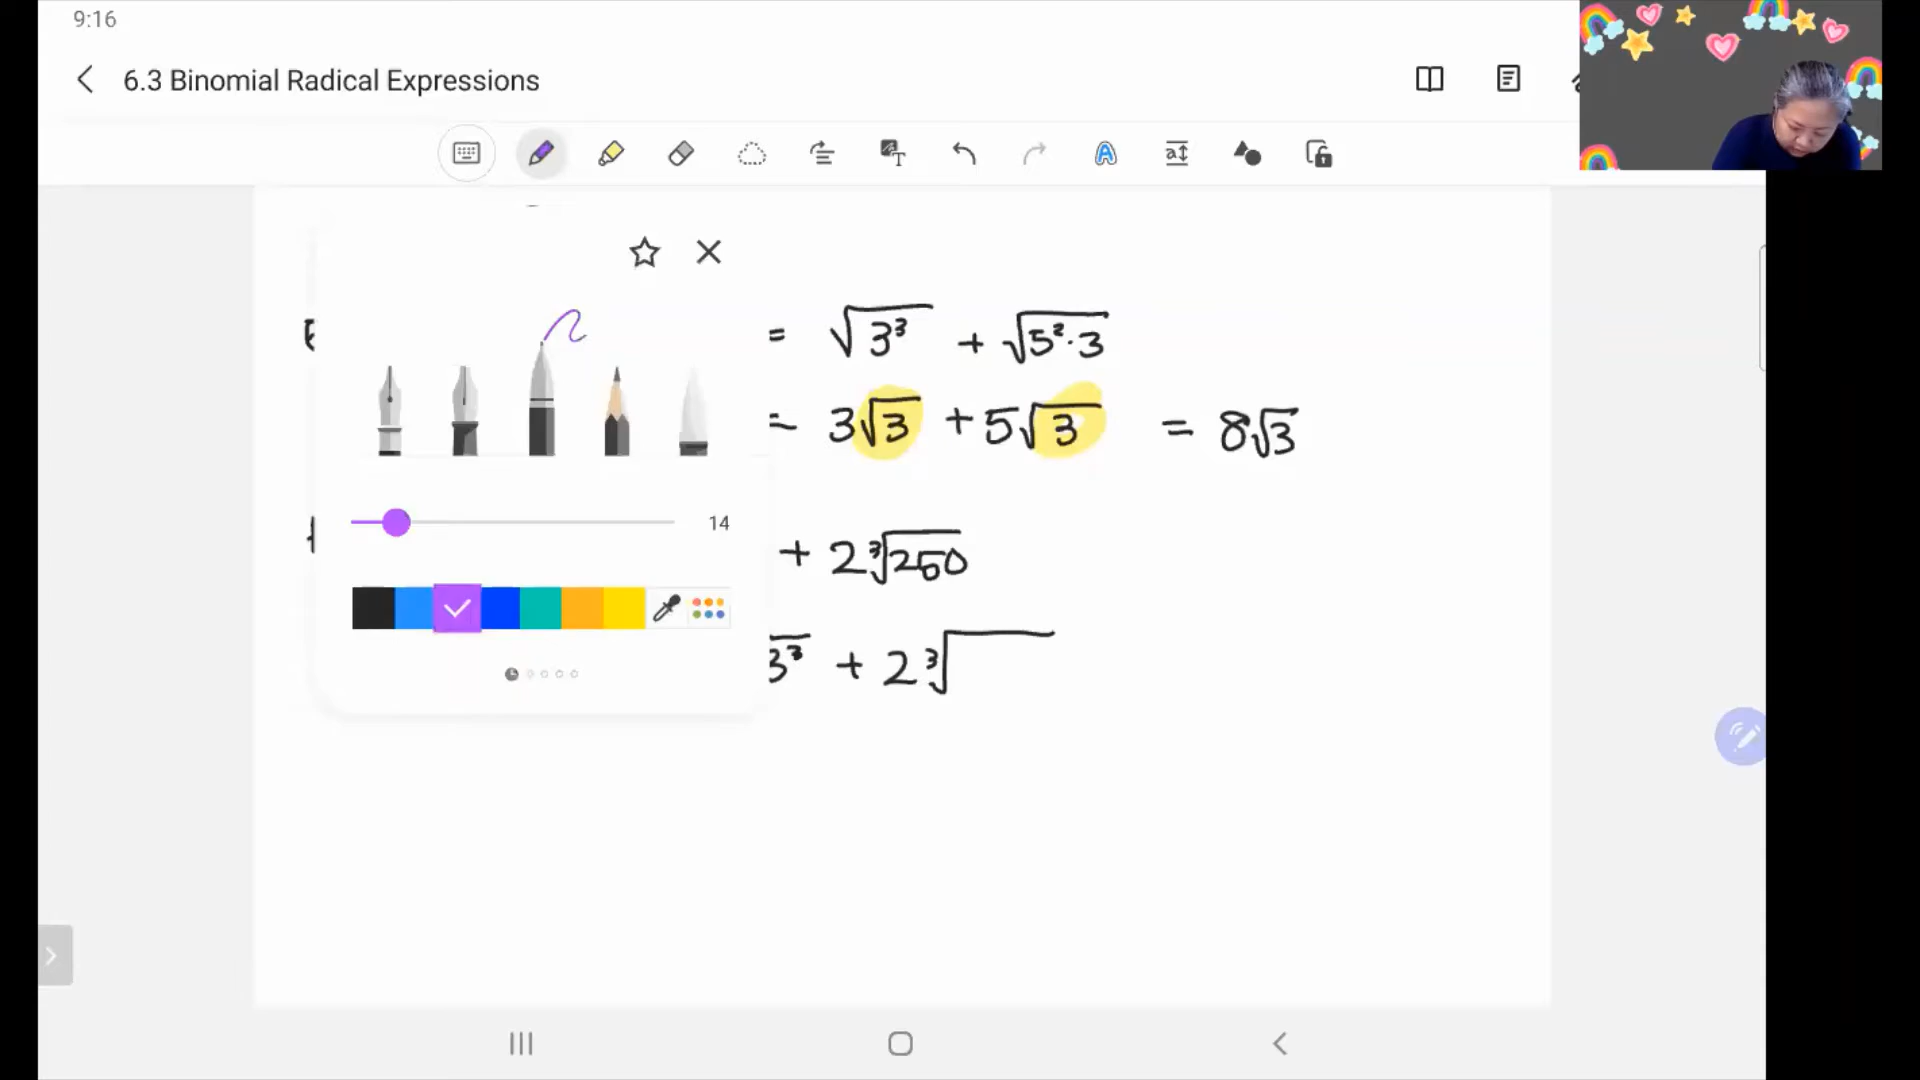 9:16
6.3 Binomial Radical Expressions
= √3³ + √5²·3
= 3√3 + 5√3 = 8√3
14
+ 2∛250
3³ + 2∛